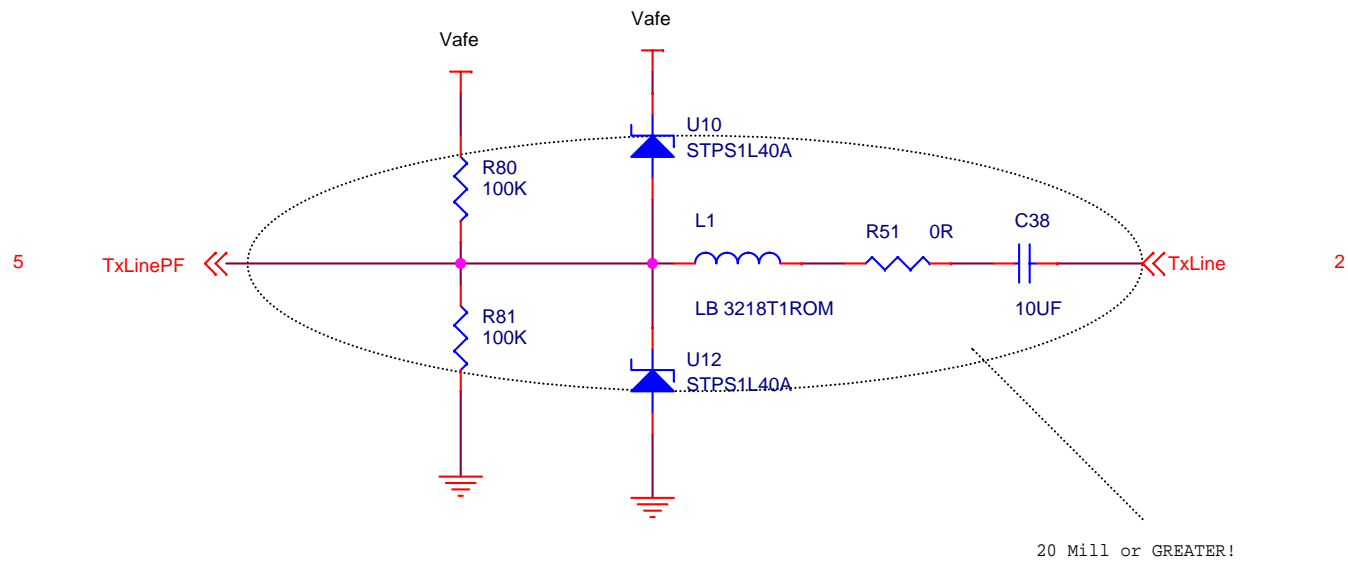 Vafe
Vafe
U10
STPS1L40A
R80
100K
L1
R51 0R
C38
5
TxLinePF
TxLine
2
LB 3218T1ROM
10UF
R81
100K
U12
STPS1L40A
20 Mill or GREATER!